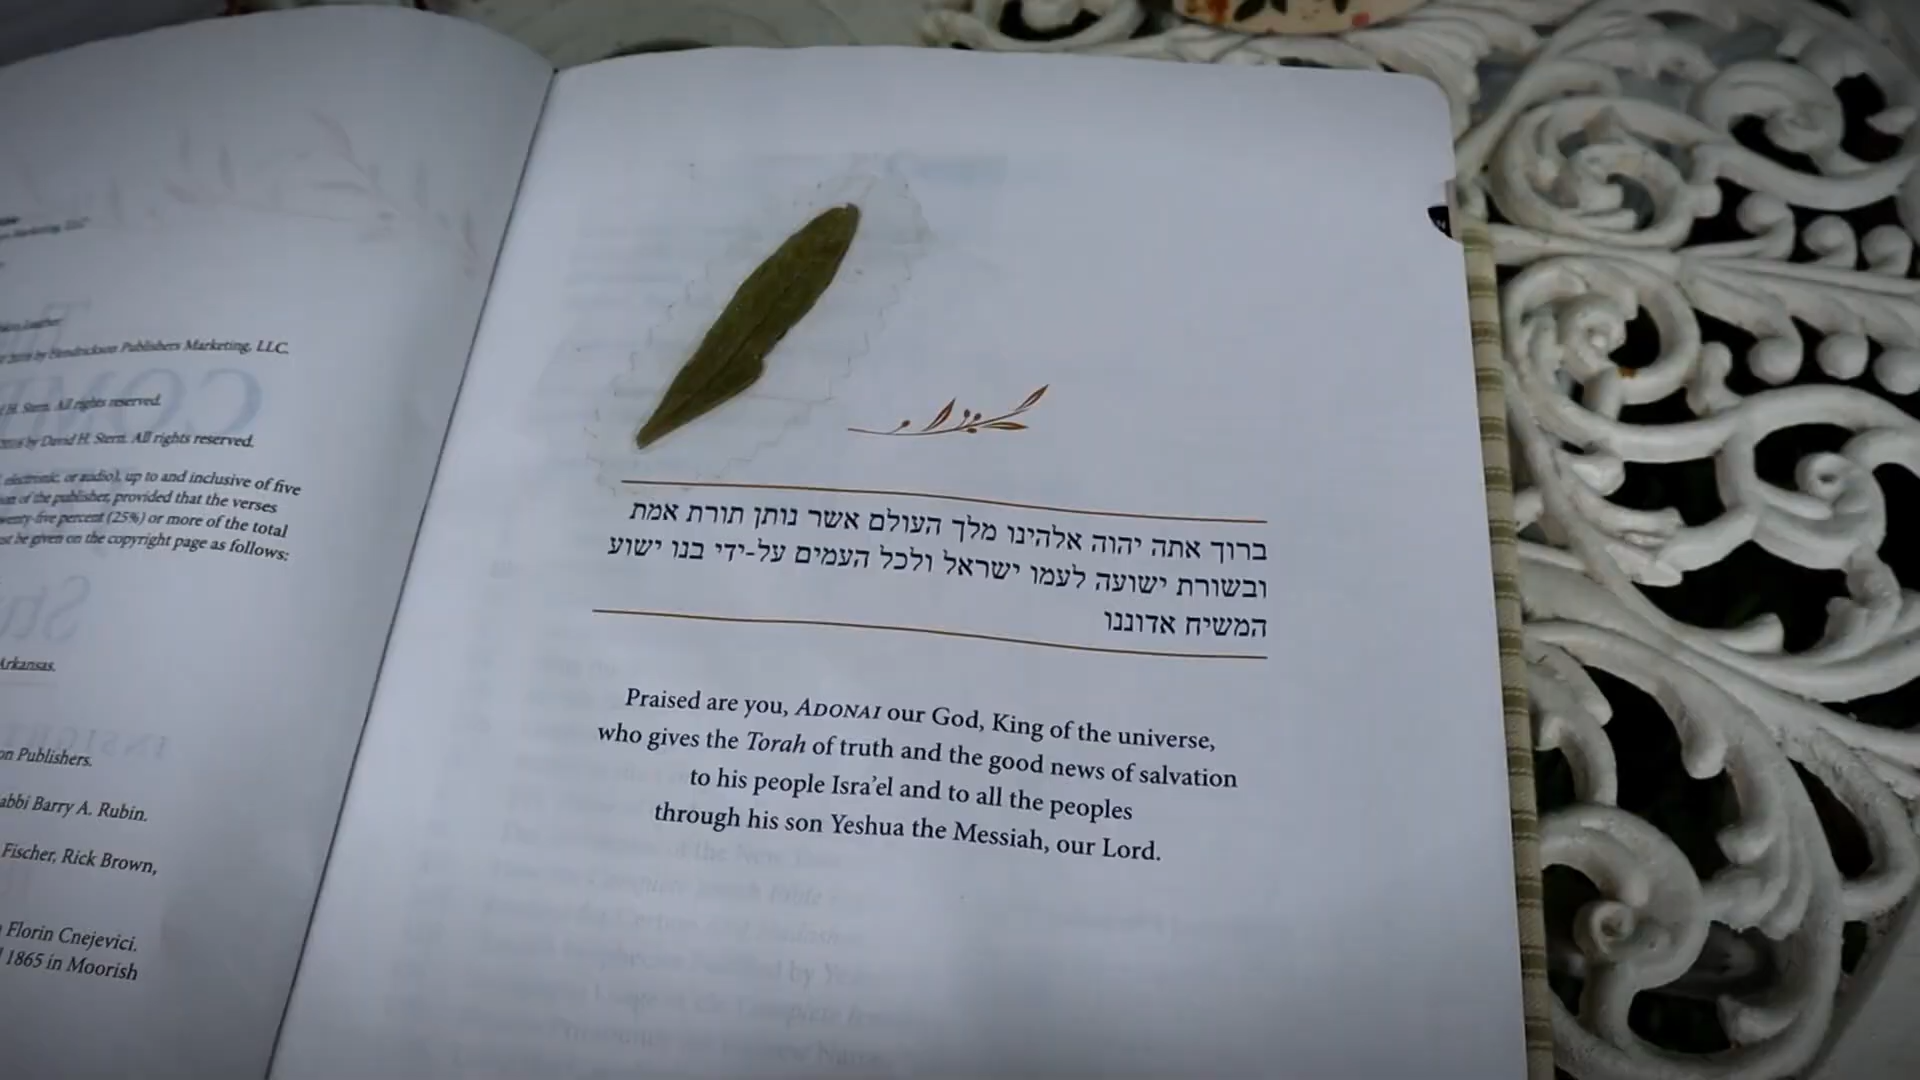 Marketing, LLC
Leather
2016 by Hendrickson Publishers Marketing, LLC.
H. Stern. All rights reserved.
2016 by David H. Stern. All rights reserved.
electronic, or audio), up to and inclusive of five
of the publisher, provided that the verses
twenty-five percent (25%) or more of the total
be given on the copyright page as follows:
Arkansas.
Publishers.
Barry A. Rubin.
Fischer, Rick Brown,
Florin Cnejevici.
1865 in Moorish
ברוך אתה יהוה אלהינו מלך העולם אשר נותן תורת אמת
ובשורת ישועה לעמו ישראל ולכל העמים על-ידי בנו ישוע
המשיח אדוננו
Praised are you, ADONAI our God, King of the universe,
who gives the Torah of truth and the good news of salvation
to his people Isra’el and to all the peoples
through his son Yeshua the Messiah, our Lord.